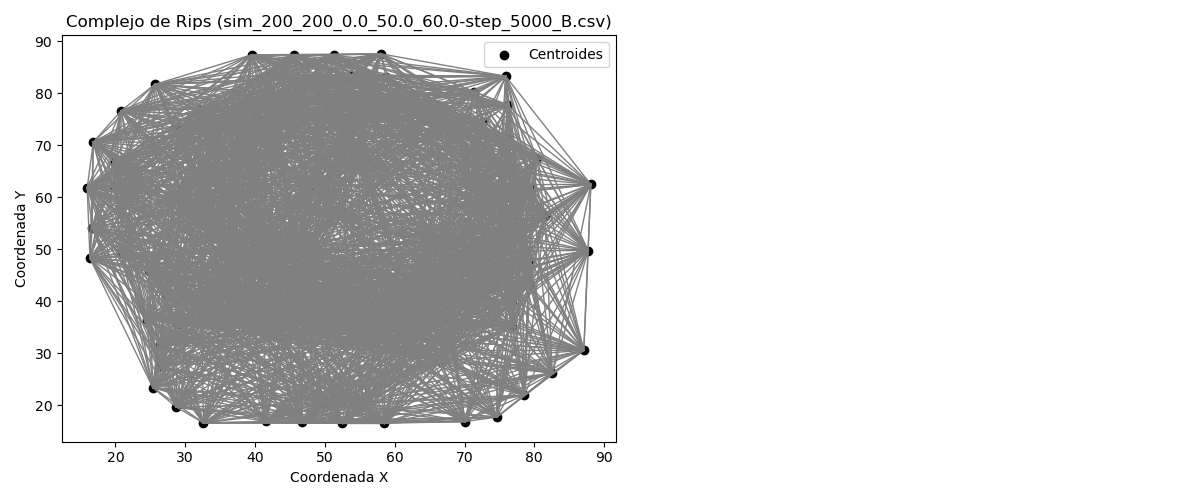 Complejo de Rips (sim_200_200_0.0_50.0_60.0-step_5000_B.csv)
Centroides
90
80
70
60
50
40
30
20
Coordenada Y
20 30 40 50 60 70 80 90
Coordenada X